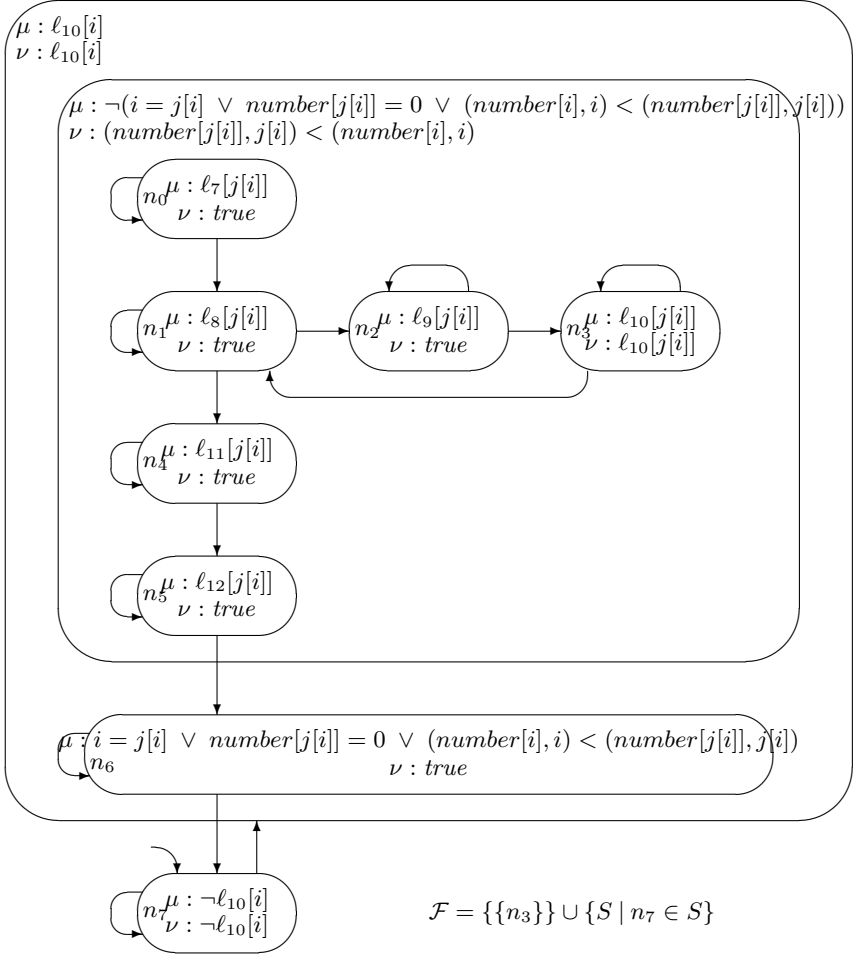 μ : ℓ₁₀[i]
ν : ℓ₁₀[i]
μ : ¬(i = j[i] ∨ number[j[i]] = 0 ∨ (number[i], i) < (number[j[i]], j[i]))
ν : (number[j[i]], j[i]) < (number[i], i)
n₀ μ : ℓ₇[j[i]]
ν : true
n₁ μ : ℓ₈[j[i]]
ν : true
n₂ μ : ℓ₉[j[i]]
ν : true
n₃ μ : ℓ₁₀[j[i]]
ν : ℓ₁₀[j[i]]
n₄ μ : ℓ₁₁[j[i]]
ν : true
n₅ μ : ℓ₁₂[j[i]]
ν : true
μ : i = j[i] ∨ number[j[i]] = 0 ∨ (number[i], i) < (number[j[i]], j[i])
n₆ ν : true
n₇ μ : ¬ℓ₁₀[i]
ν : ¬ℓ₁₀[i]
ℱ = {{n₃}} ∪ {S | n₇ ∈ S}